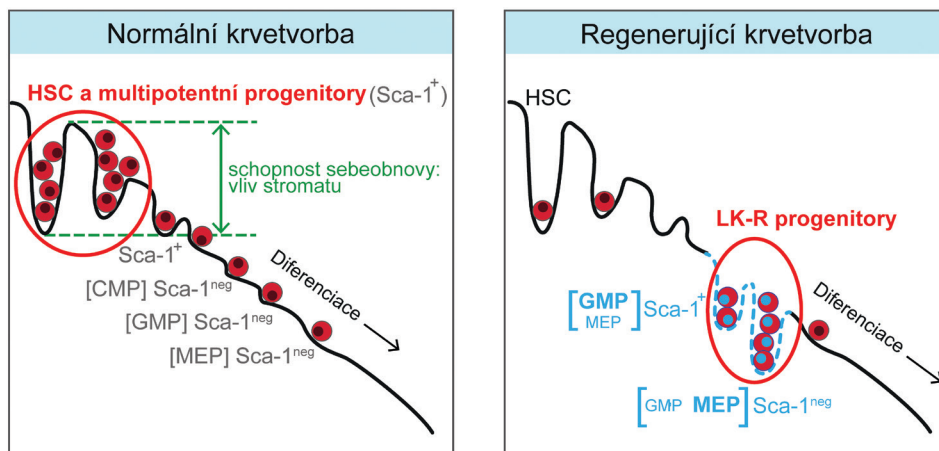 Normální krvetvorba
HSC a multipotentní progenitory (Sca-1⁺)
schopnost sebeobnovy:
vliv stromatu
Sca-1⁺
[CMP] Sca-1ⁿᵉᵍ
[GMP] Sca-1ⁿᵉᵍ
[MEP] Sca-1ⁿᵉᵍ
Diferenciace
Regenerující krvetvorba
HSC
LK-R progenitory
[GMP
MEP] Sca-1⁺
Diferenciace
[GMP MEP] Sca-1ⁿᵉᵍ